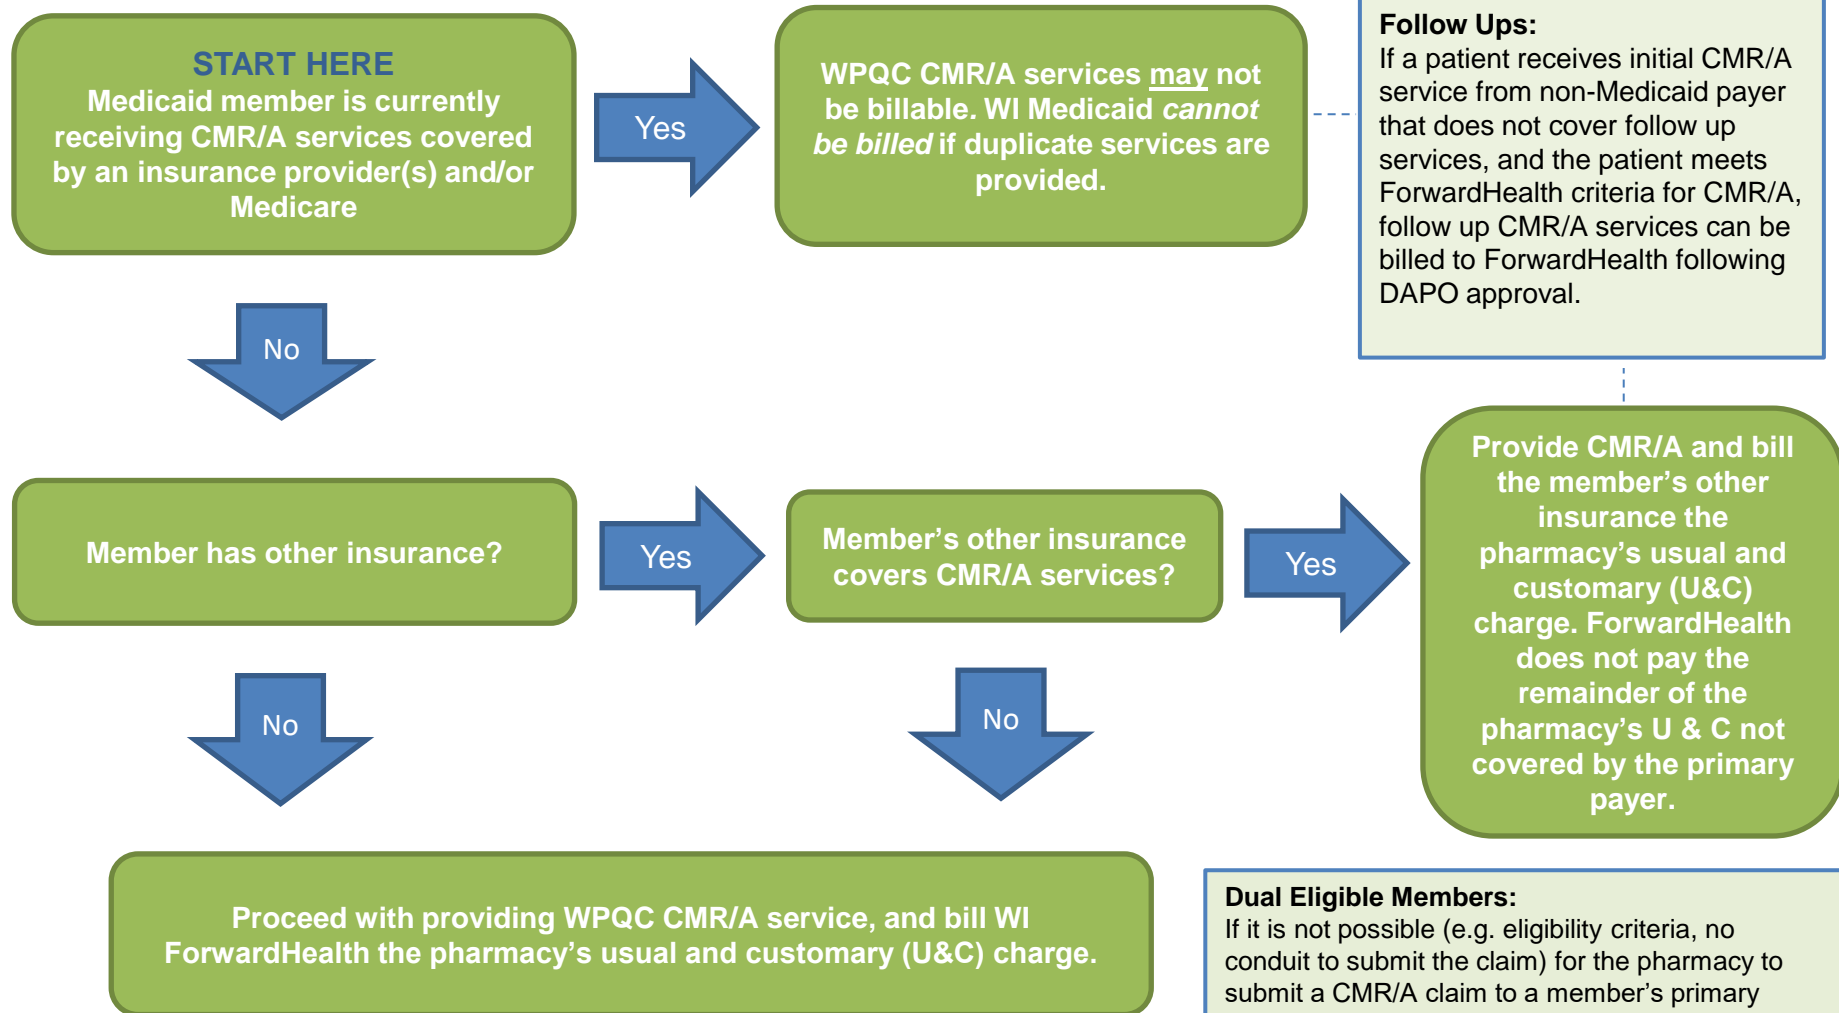 START HERE
Medicaid member is currently
receiving CMR/A services covered
by an insurance provider(s) and/or
Medicare
Yes
WPQC CMR/A services may not
be billable. WI Medicaid cannot
be billed if duplicate services are
provided.
Follow Ups:
If a patient receives initial CMR/A
service from non-Medicaid payer
that does not cover follow up
services, and the patient meets
ForwardHealth criteria for CMR/A,
follow up CMR/A services can be
billed to ForwardHealth following
DAPO approval.
No
Member has other insurance?
Yes
Member’s other insurance
covers CMR/A services?
Yes
Provide CMR/A and bill
the member’s other
insurance the
pharmacy’s usual and
customary (U&C)
charge. ForwardHealth
does not pay the
remainder of the
pharmacy’s U & C not
covered by the primary
payer.
No
No
Proceed with providing WPQC CMR/A service, and bill WI
ForwardHealth the pharmacy’s usual and customary (U&C) charge.
Dual Eligible Members:
If it is not possible (e.g. eligibility criteria, no
conduit to submit the claim) for the pharmacy to
submit a CMR/A claim to a member’s primary